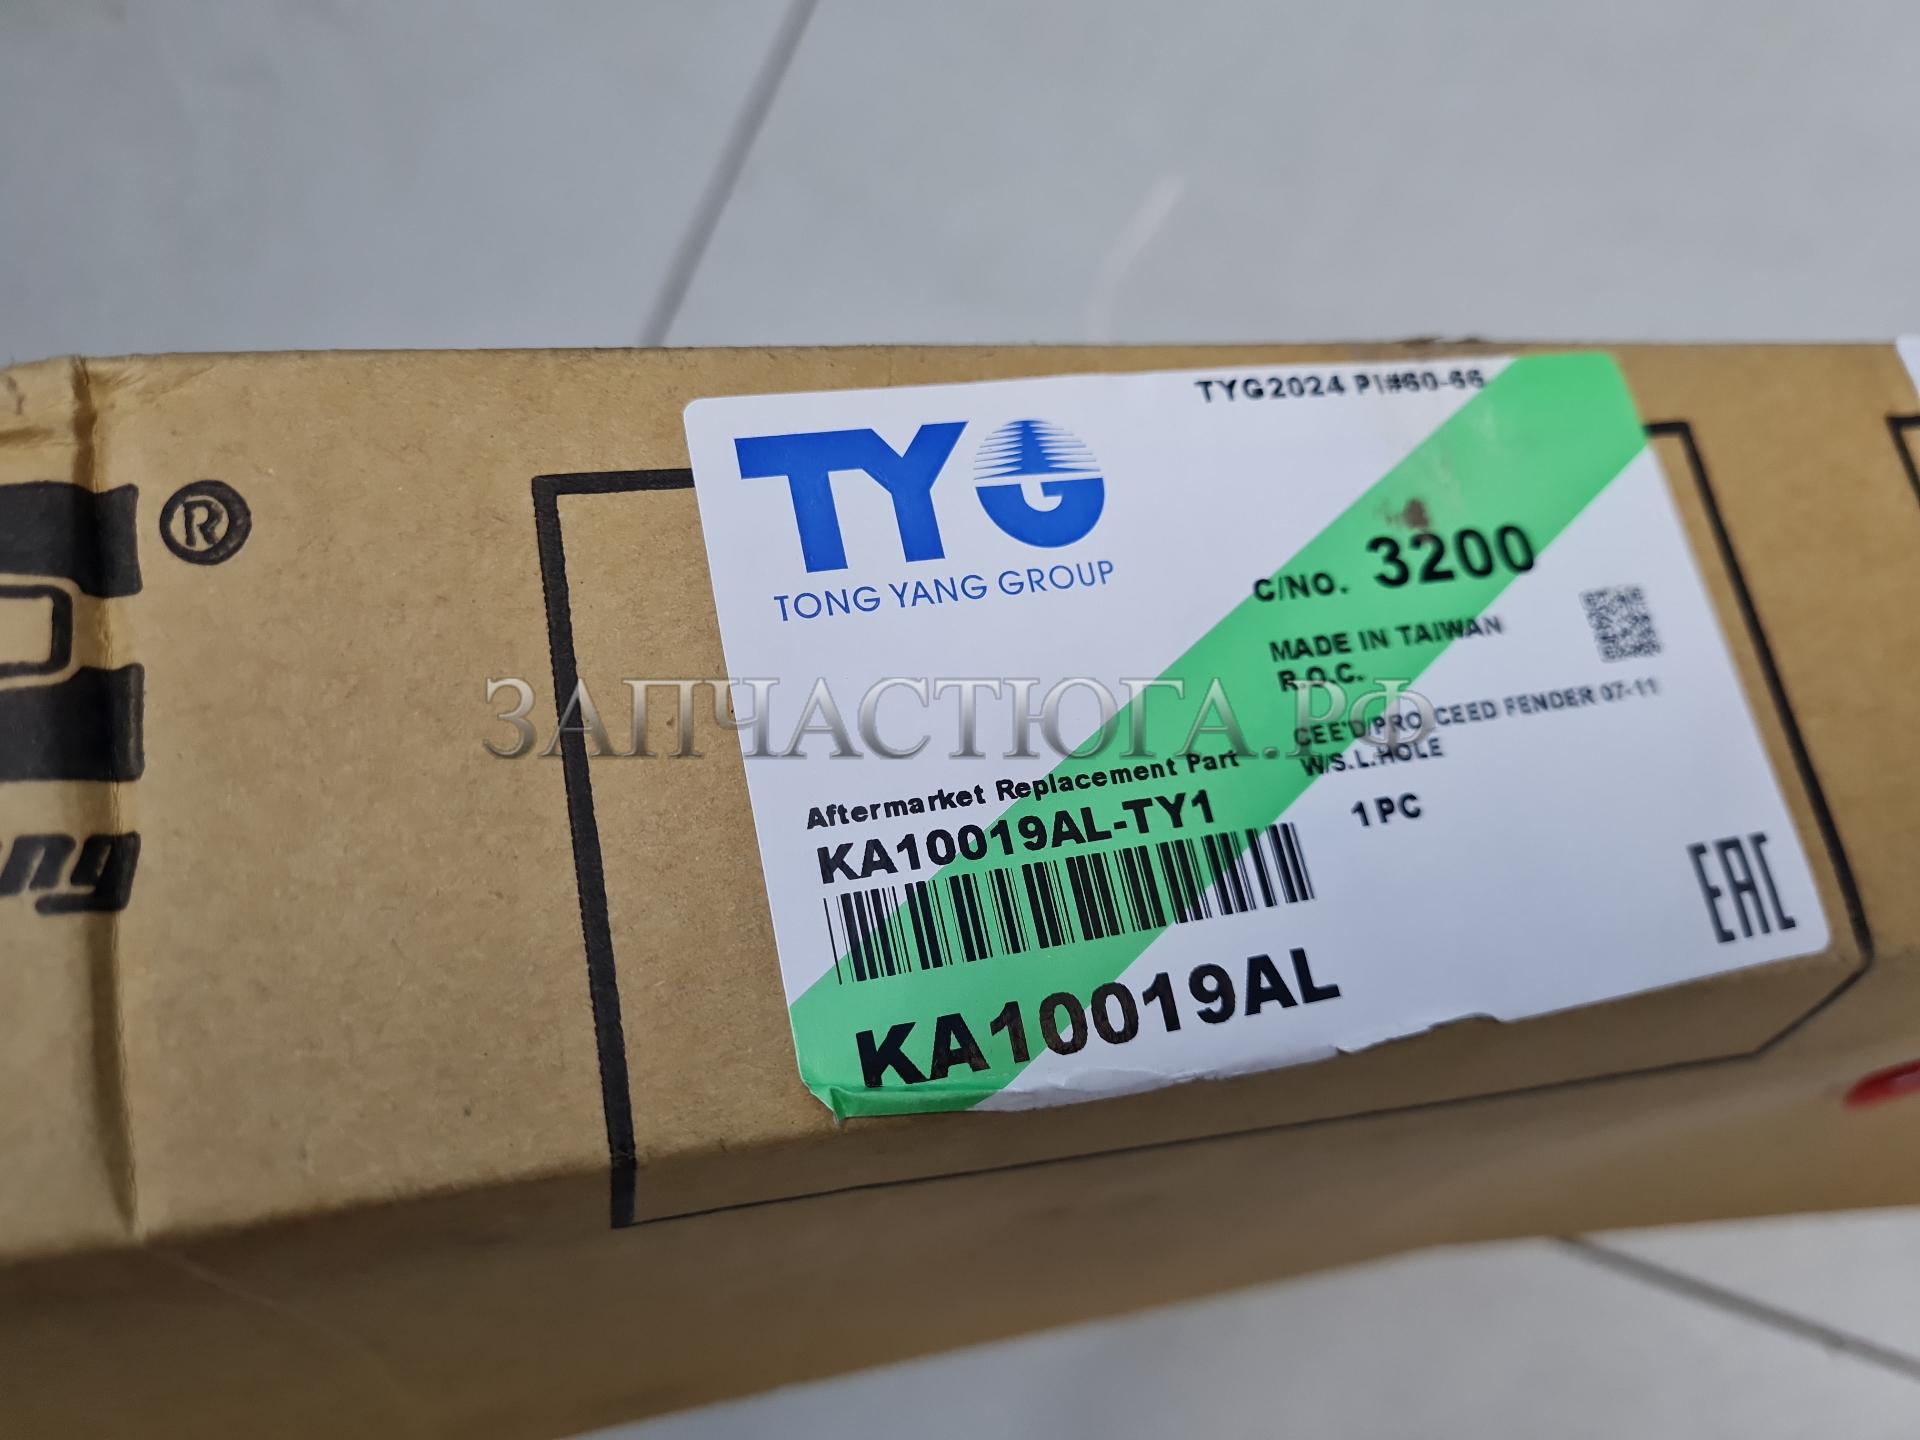 TYG2024 PI#60-66
TYG
TONG YANG GROUP
C/NO. 3200
MADE IN TAIWAN
R.O.C.
CEE'D/PRO CEED FENDER 07-11
W/S.L.HOLE
1 PC
Aftermarket Replacement Part
KA10019AL-TY1
KA10019AL
EAC
®
ng
ЗАПЧАСТЮГА.РФ